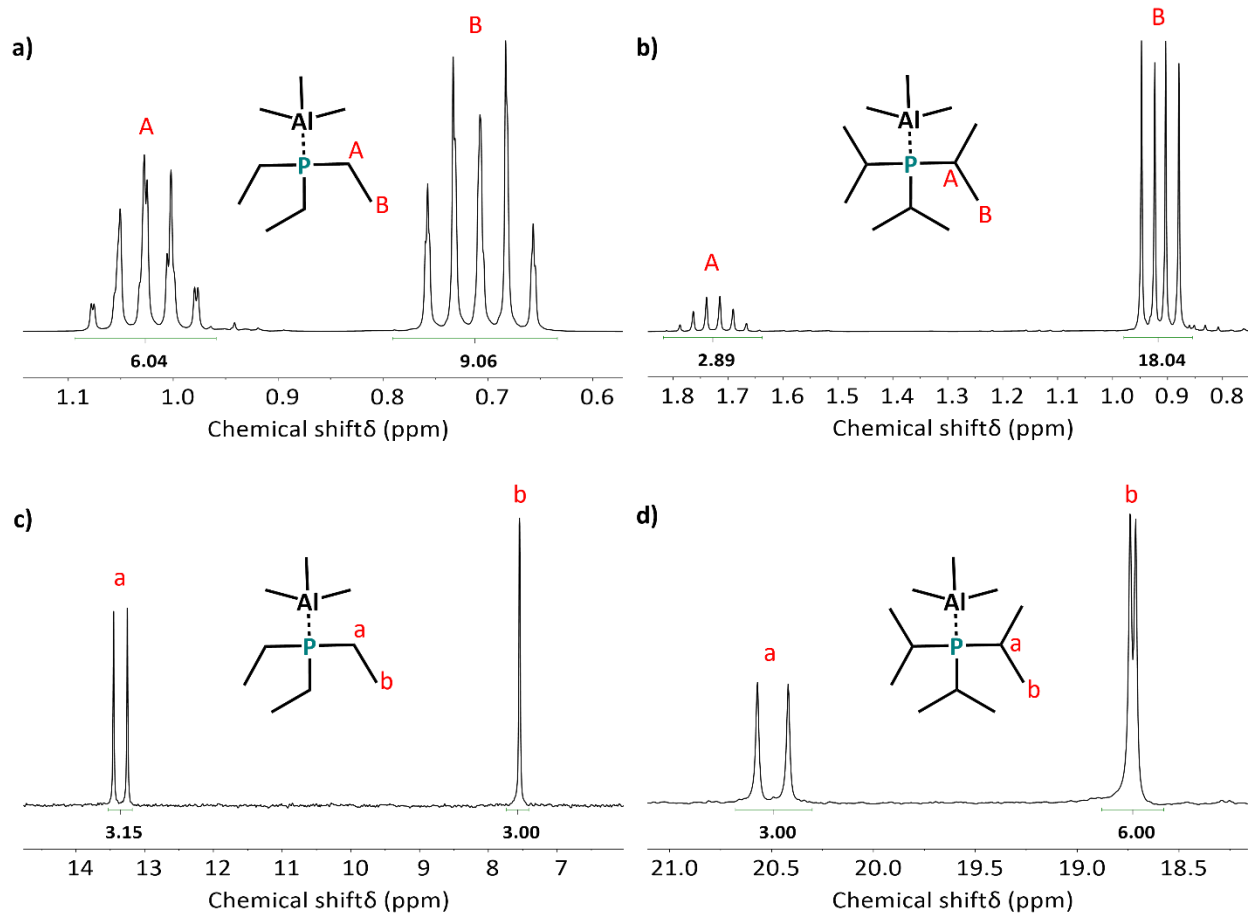 a)
A
B
Al
P
A
B
6.04
9.06
1.1
1.0
0.9
0.8
0.7
0.6
Chemical shiftδ (ppm)
b)
B
Al
P
A
B
A
2.89
18.04
1.8
1.7
1.6
1.5
1.4
1.3
1.2
1.1
1.0
0.9
0.8
Chemical shiftδ (ppm)
c)
b
a
Al
P
a
b
3.15
3.00
14
13
12
11
10
9
8
7
Chemical shiftδ (ppm)
d)
b
a
Al
P
a
b
3.00
6.00
21.0
20.5
20.0
19.5
19.0
18.5
Chemical shiftδ (ppm)